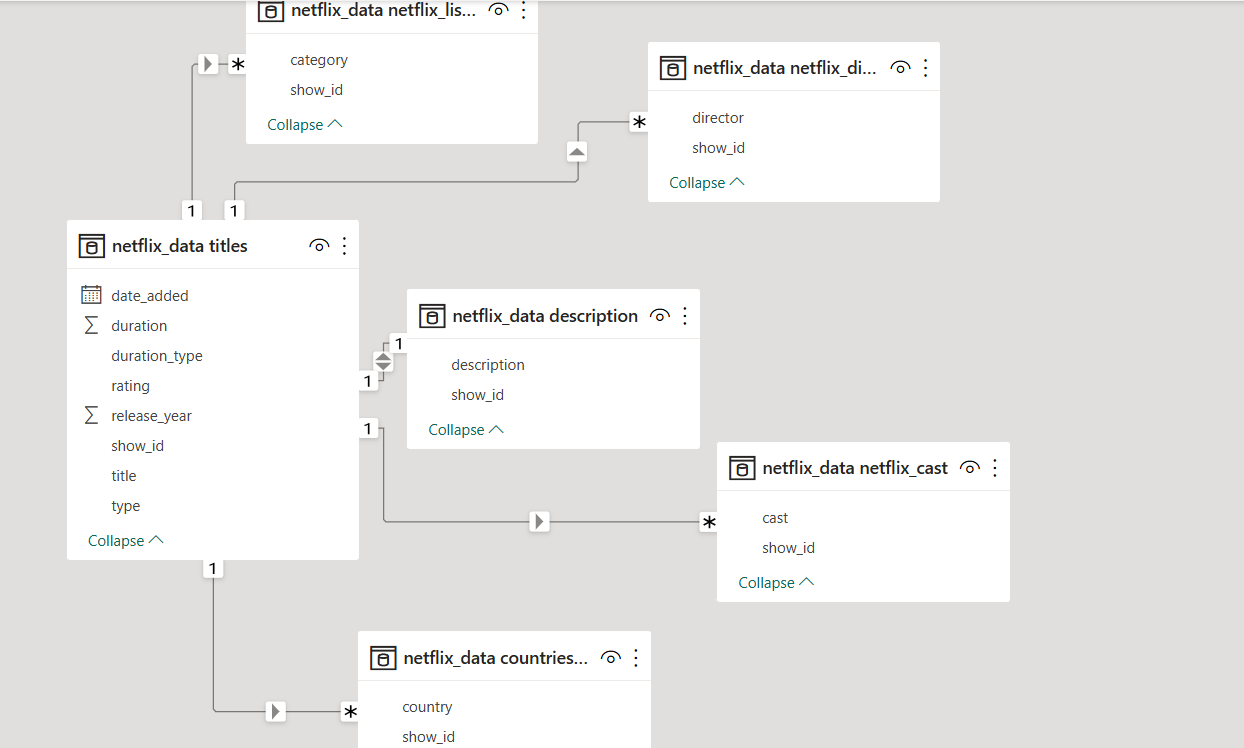 netflix_data netflix_lis...
category
show_id
Collapse
netflix_data netflix_di...
director
show_id
Collapse
*
*
1
1
netflix_data titles
date_added
duration
duration_type
rating
release_year
show_id
title
type
Collapse
netflix_data description
description
show_id
Collapse
1
1
1
netflix_data netflix_cast
cast
show_id
Collapse
*
1
netflix_data countries...
country
show_id
*